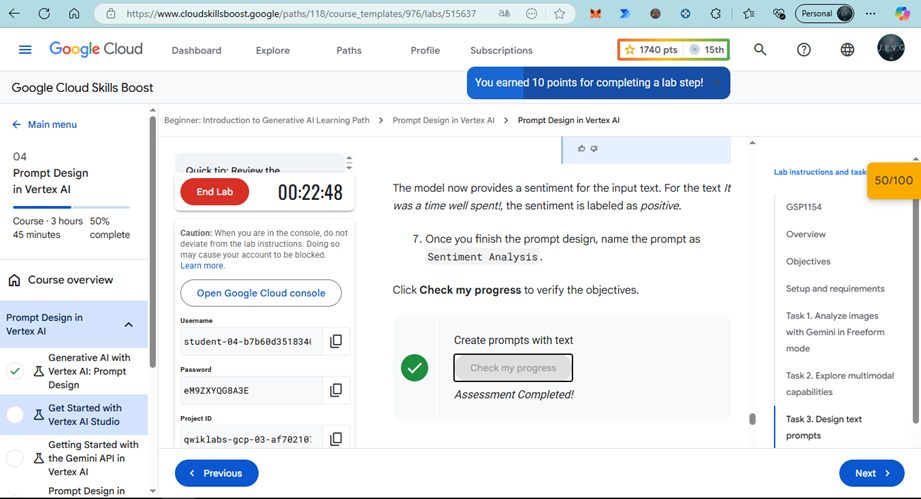 https://www.cloudskillsboost.google/paths/118/course_templates/976/labs/515637
Personal
Google Cloud
Dashboard
Explore
Paths
Profile
Subscriptions
1740 pts
15th
J.E.V.G
Google Cloud Skills Boost
You earned 10 points for completing a lab step!
Main menu
04
Prompt Design
in Vertex AI
Course · 3 hours
45 minutes
50%
complete
Course overview
Prompt Design in
Vertex AI
Generative AI with
Vertex AI: Prompt
Design
Get Started with
Vertex AI Studio
Getting Started with
the Gemini API in
Vertex AI
Prompt Design in
Beginner: Introduction to Generative AI Learning Path
Prompt Design in Vertex AI
Prompt Design in Vertex AI
Quick tip: Review the
End Lab
00:22:48
Caution: When you are in the console, do not
deviate from the lab instructions. Doing so
may cause your account to be blocked.
Learn more.
Open Google Cloud console
Username
student-04-b7b60d351834
Password
eM9ZXYQG8A3E
Project ID
qwiklabs-gcp-03-af70210
The model now provides a sentiment for the input text. For the text It
was a time well spent!, the sentiment is labeled as positive.
7. Once you finish the prompt design, name the prompt as
Sentiment Analysis.
Click Check my progress to verify the objectives.
Create prompts with text
Check my progress
Assessment Completed!
Lab instructions and task
50/100
GSP1154
Overview
Objectives
Setup and requirements
Task 1. Analyze images
with Gemini in Freeform
mode
Task 2. Explore multimodal
capabilities
Task 3. Design text
prompts
Previous
Next